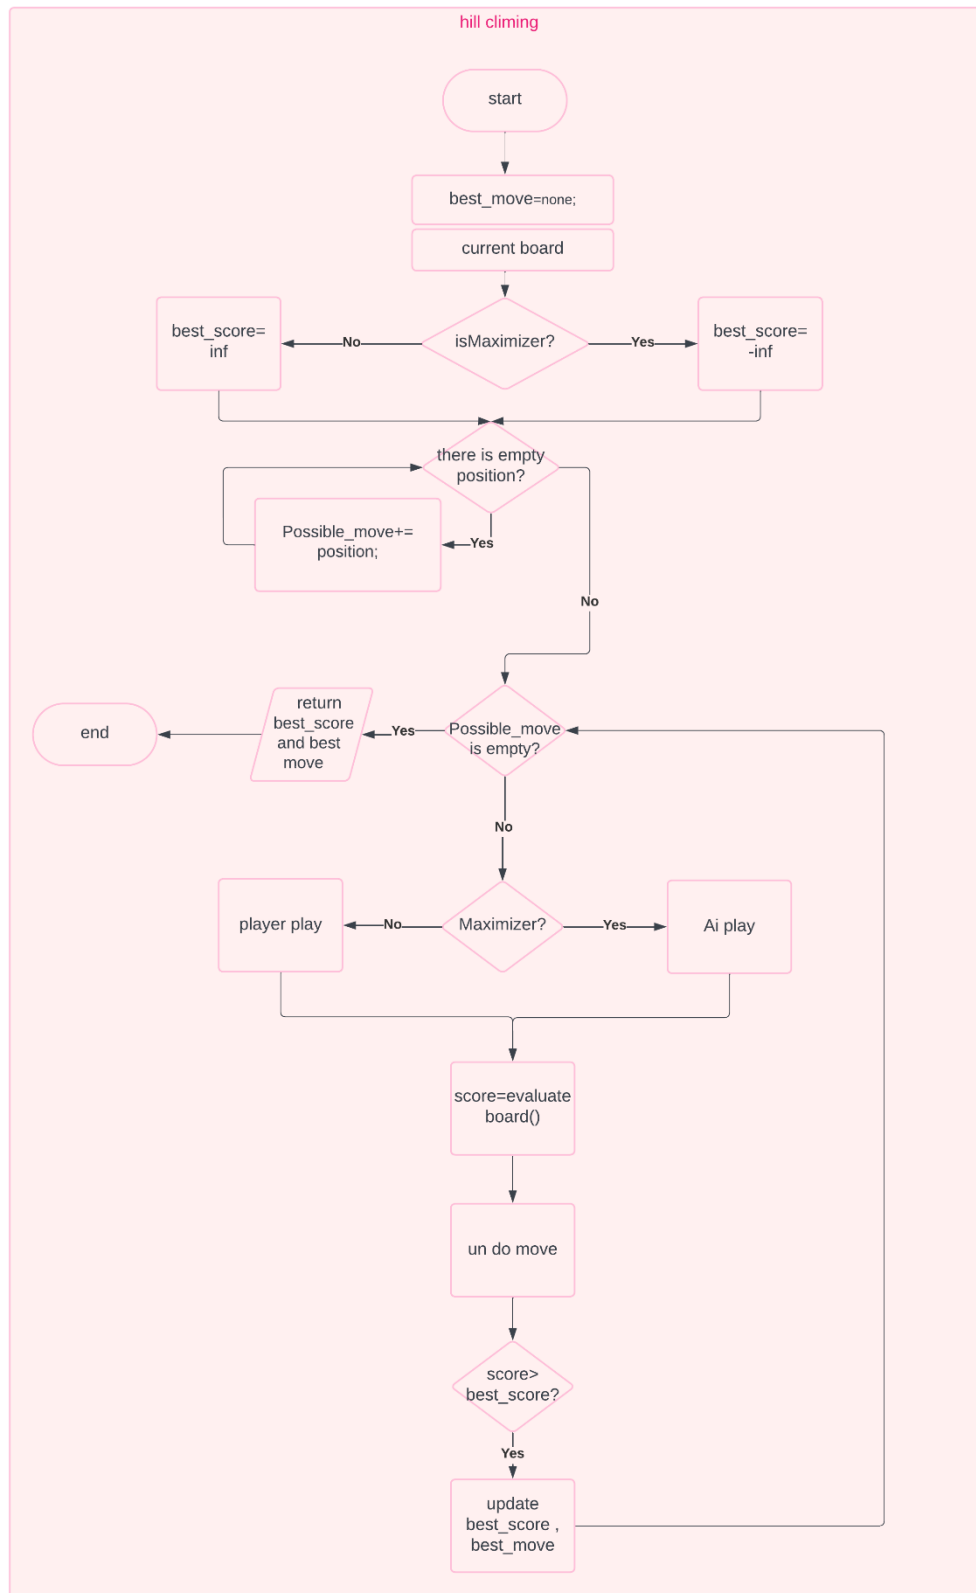 hill climing
start
best_move=none;
current board
best_score=
inf
No
isMaximizer?
Yes
best_score=
-inf
there is empty
position?
Possible_move+=
position;
Yes
No
end
return
best_score
and best
move
Yes
Possible_move
is empty?
No
player play
No
Maximizer?
Yes
Ai play
score=evaluate
board()
un do move
score>
best_score?
Yes
update
best_score ,
best_move